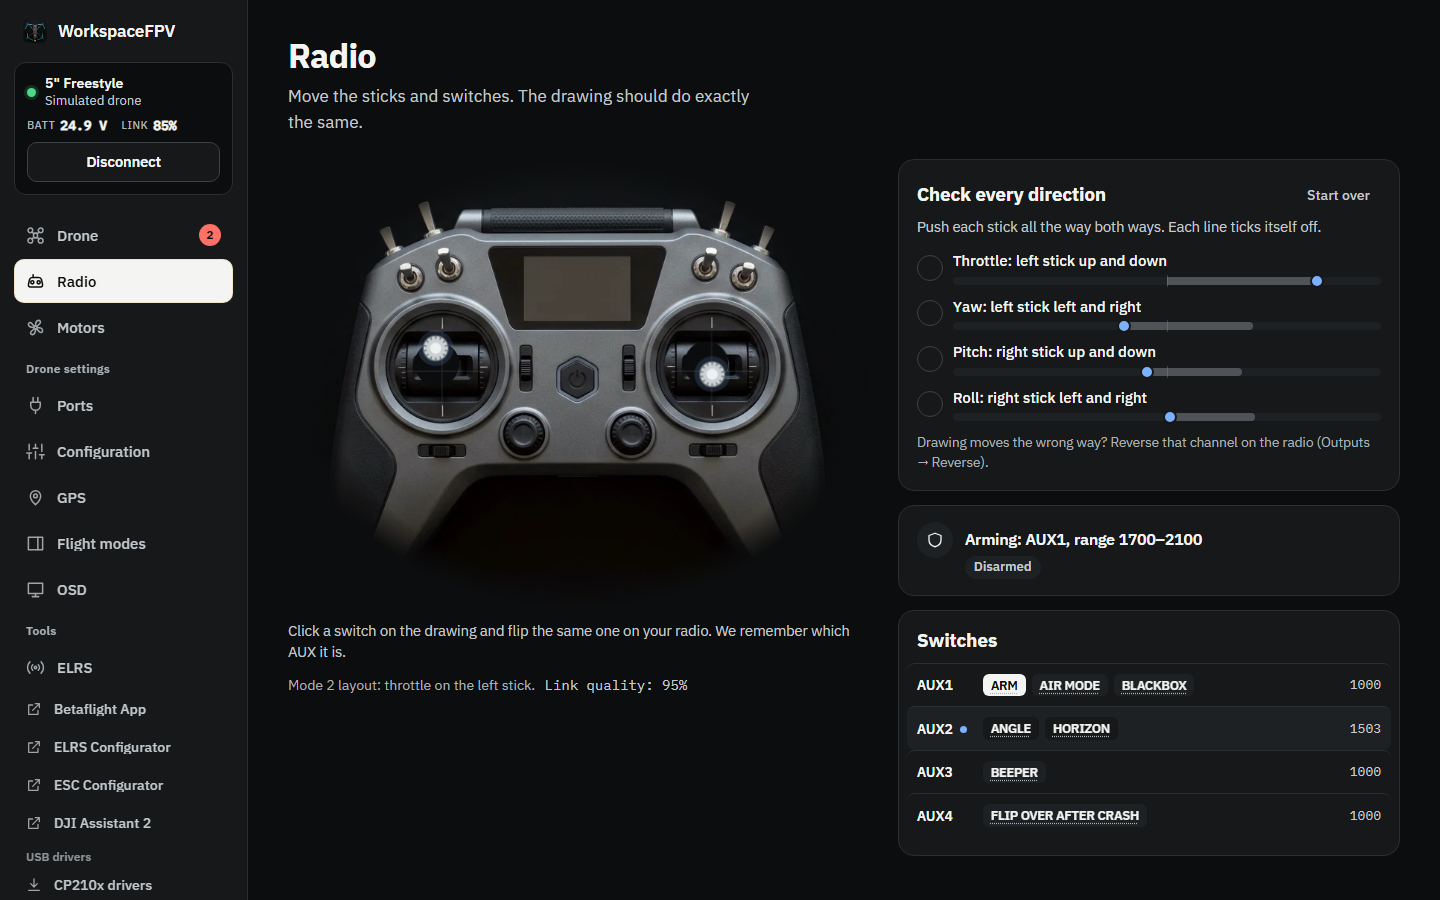 WorkspaceFPV
5" Freestyle
Simulated drone
BATT 24.9 V LINK 85%
Disconnect
Drone 2
Radio
Motors
Drone settings
Ports
Configuration
GPS
Flight modes
OSD
Tools
ELRS
Betaflight App
ELRS Configurator
ESC Configurator
DJI Assistant 2
USB drivers
CP210x drivers
Radio
Move the sticks and switches. The drawing should do exactly
the same.
Click a switch on the drawing and flip the same one on your radio. We remember which
AUX it is.
Mode 2 layout: throttle on the left stick. Link quality: 95%
Check every direction Start over
Push each stick all the way both ways. Each line ticks itself off.
Throttle: left stick up and down
Yaw: left stick left and right
Pitch: right stick up and down
Roll: right stick left and right
Drawing moves the wrong way? Reverse that channel on the radio (Outputs
→ Reverse).
Arming: AUX1, range 1700–2100
Disarmed
Switches
AUX1 ARM AIR MODE BLACKBOX 1000
AUX2 ANGLE HORIZON 1503
AUX3 BEEPER 1000
AUX4 FLIP OVER AFTER CRASH 1000